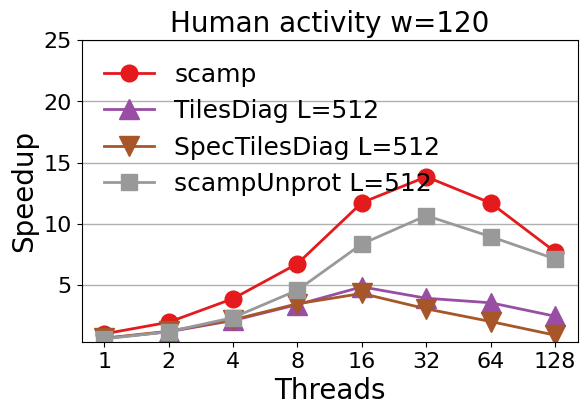 Human activity w=120
25
20
15
10
5
Speedup
scamp
TilesDiag L=512
SpecTilesDiag L=512
scampUnprot L=512
1 2 4 8 16 32 64 128
Threads